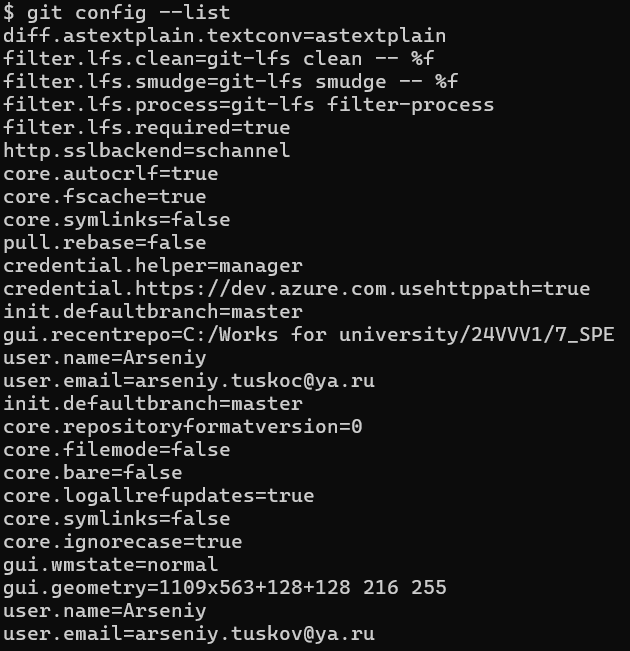 $ git config --list
diff.astextplain.textconv=astextplain
filter.lfs.clean=git-lfs clean -- %f
filter.lfs.smudge=git-lfs smudge -- %f
filter.lfs.process=git-lfs filter-process
filter.lfs.required=true
http.sslbackend=schannel
core.autocrlf=true
core.fscache=true
core.symlinks=false
pull.rebase=false
credential.helper=manager
credential.https://dev.azure.com.usehttppath=true
init.defaultbranch=master
gui.recentrepo=C:/Works for university/24VVV1/7_SPE
user.name=Arseniy
user.email=arseniy.tuskoc@ya.ru
init.defaultbranch=master
core.repositoryformatversion=0
core.filemode=false
core.bare=false
core.logallrefupdates=true
core.symlinks=false
core.ignorecase=true
gui.wmstate=normal
gui.geometry=1109x563+128+128 216 255
user.name=Arseniy
user.email=arseniy.tuskov@ya.ru